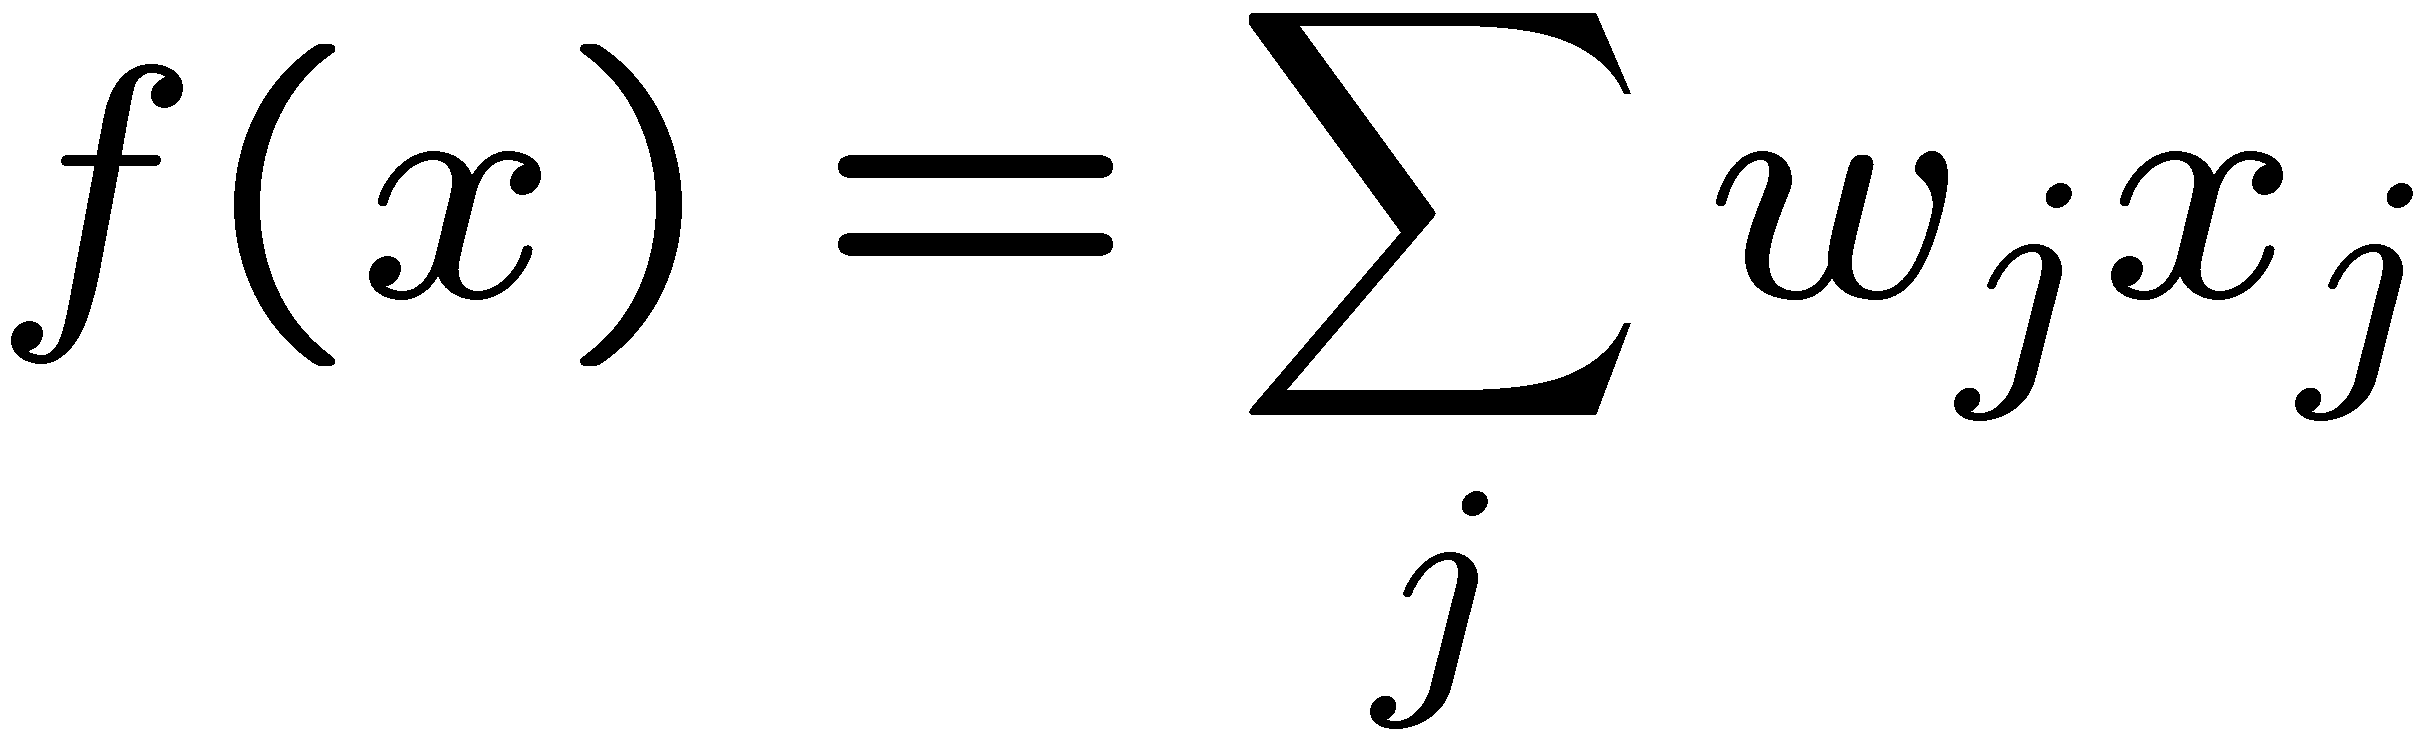 f(x) = ∑_j w_j x_j